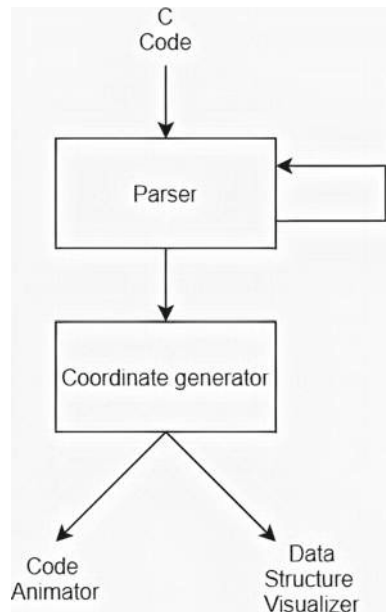 C
Code
Parser
Coordinate generator
Code
Animator
Data
Structure
Visualizer